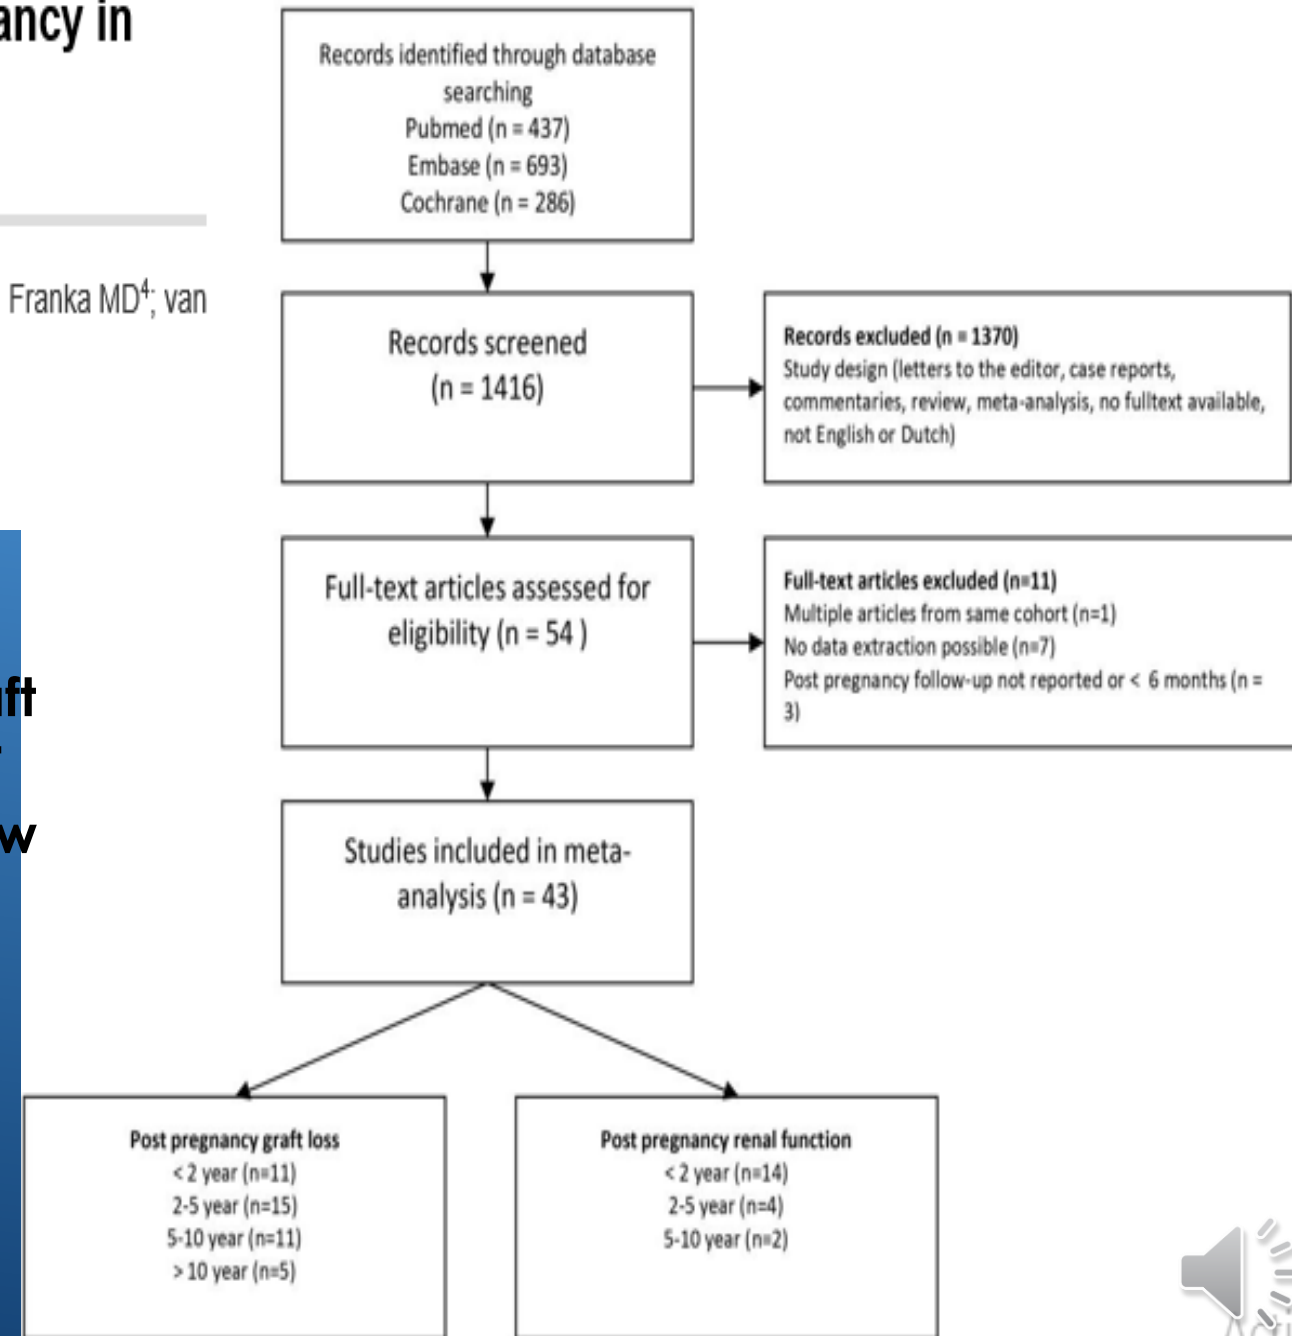 ancy in
Franka MD⁴; van
ft
w
Records identified through database
searching
Pubmed (n = 437)
Embase (n = 693)
Cochrane (n = 286)
Records screened
(n = 1416)
Records excluded (n = 1370)
Study design (letters to the editor, case reports,
commentaries, review, meta-analysis, no fulltext available,
not English or Dutch)
Full-text articles assessed for
eligibility (n = 54 )
Full-text articles excluded (n=11)
Multiple articles from same cohort (n=1)
No data extraction possible (n=7)
Post pregnancy follow-up not reported or < 6 months (n =
3)
Studies included in meta-
analysis (n = 43)
Post pregnancy graft loss
< 2 year (n=11)
2-5 year (n=15)
5-10 year (n=11)
> 10 year (n=5)
Post pregnancy renal function
< 2 year (n=14)
2-5 year (n=4)
5-10 year (n=2)